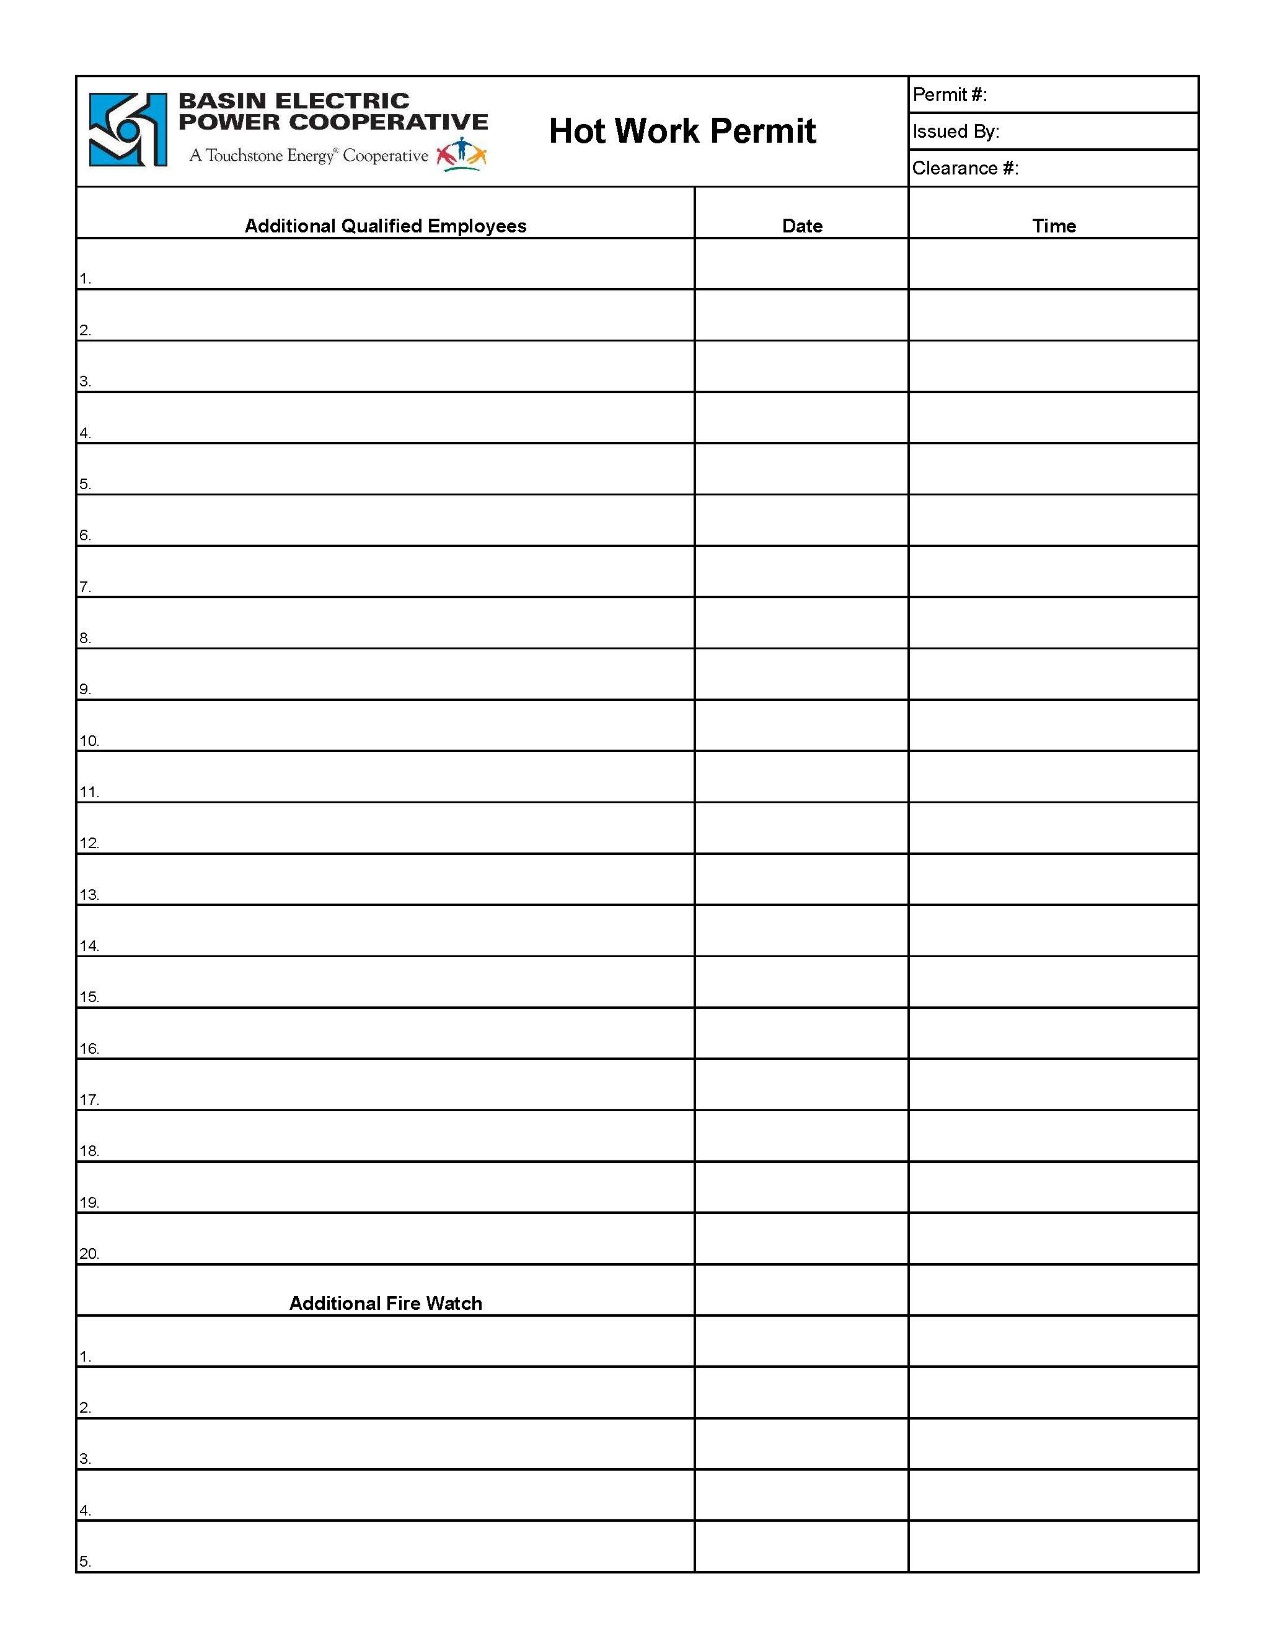 BASIN ELECTRIC
POWER COOPERATIVE
A Touchstone Energy® Cooperative
Hot Work Permit
Permit #:
Issued By:
Clearance #:
Additional Qualified Employees Date Time
1.
2.
3.
4.
5.
6.
7.
8.
9.
10.
11.
12.
13.
14.
15.
16.
17.
18.
19.
20.
Additional Fire Watch
1.
2.
3.
4.
5.